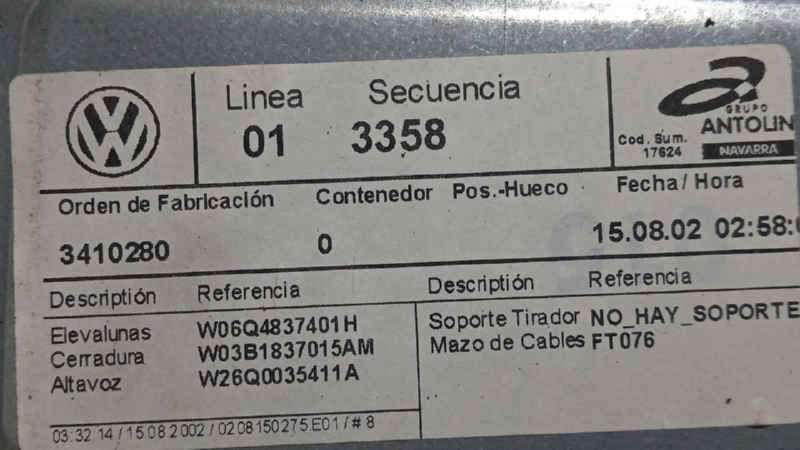 Linea Secuencia
01 3358
GRUPO
ANTOLIN
NAVARRA
Cod. Sum.
17624
Orden de Fabricación Contenedor Pos.-Hueco Fecha/ Hora
3410280 0 15.08.02 02:58:
Descriptión Referencia Descriptión Referencia
Elevalunas W06Q4837401H Soporte Tirador NO_HAY_SOPORTE
Cerradura W03B1837015AM Mazo de Cables FT076
Altavoz W26Q0035411A
03:32:14 / 15.08.2002 / 0208150275.E01 / # 8